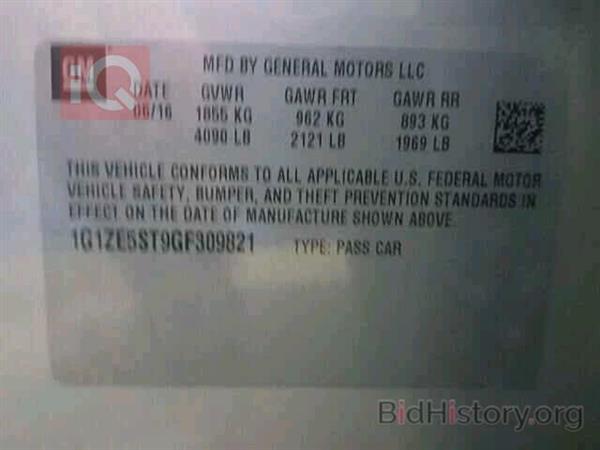 GM
IQ
MFD BY GENERAL MOTORS LLC
DATE GVWR GAWR FRT GAWR RR
06/16 1855 KG 962 KG 893 KG
4090 LB 2121 LB 1969 LB
THIS VEHICLE CONFORMS TO ALL APPLICABLE U.S. FEDERAL MOTOR
VEHICLE SAFETY, BUMPER, AND THEFT PREVENTION STANDARDS IN
EFFECT ON THE DATE OF MANUFACTURE SHOWN ABOVE.
1G1ZE5ST9GF309821 TYPE: PASS CAR
BidHistory.org